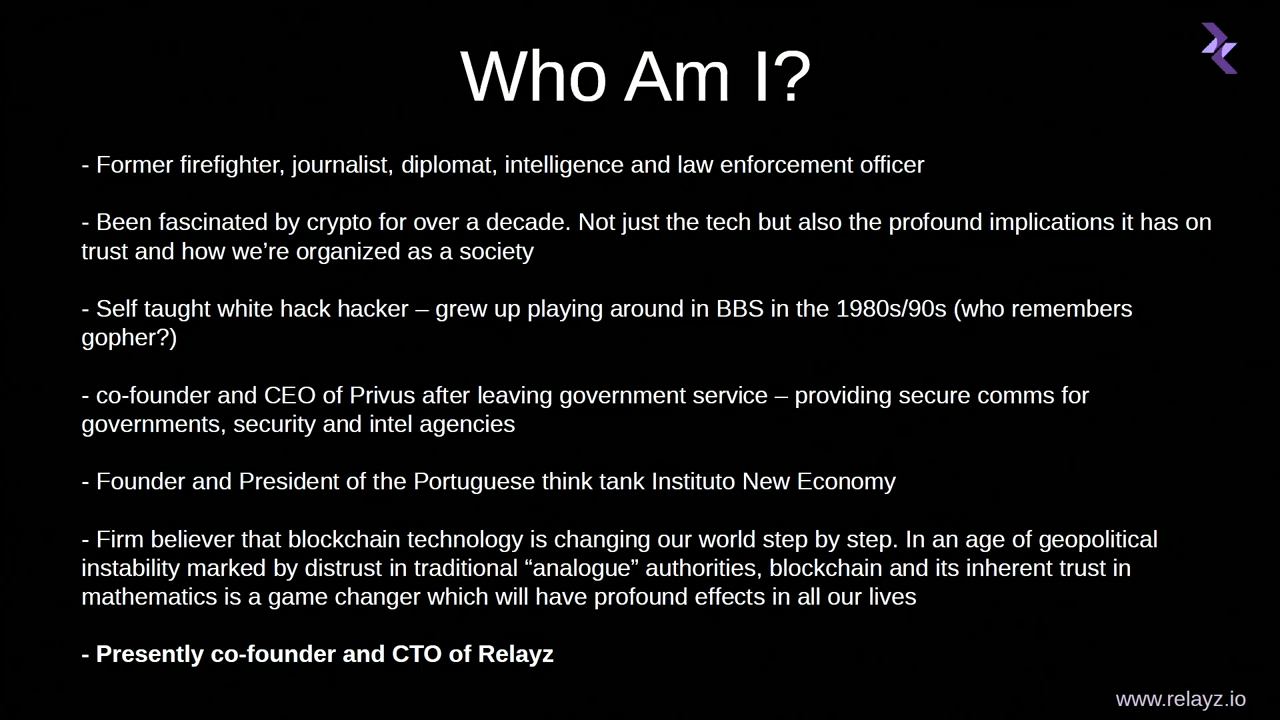 Who Am I?
- Former firefighter, journalist, diplomat, intelligence and law enforcement officer
- Been fascinated by crypto for over a decade. Not just the tech but also the profound implications it has on
trust and how we’re organized as a society
- Self taught white hack hacker – grew up playing around in BBS in the 1980s/90s (who remembers
gopher?)
- co-founder and CEO of Privus after leaving government service – providing secure comms for
governments, security and intel agencies
- Founder and President of the Portuguese think tank Instituto New Economy
- Firm believer that blockchain technology is changing our world step by step. In an age of geopolitical
instability marked by distrust in traditional “analogue” authorities, blockchain and its inherent trust in
mathematics is a game changer which will have profound effects in all our lives
- Presently co-founder and CTO of Relayz
www.relayz.io